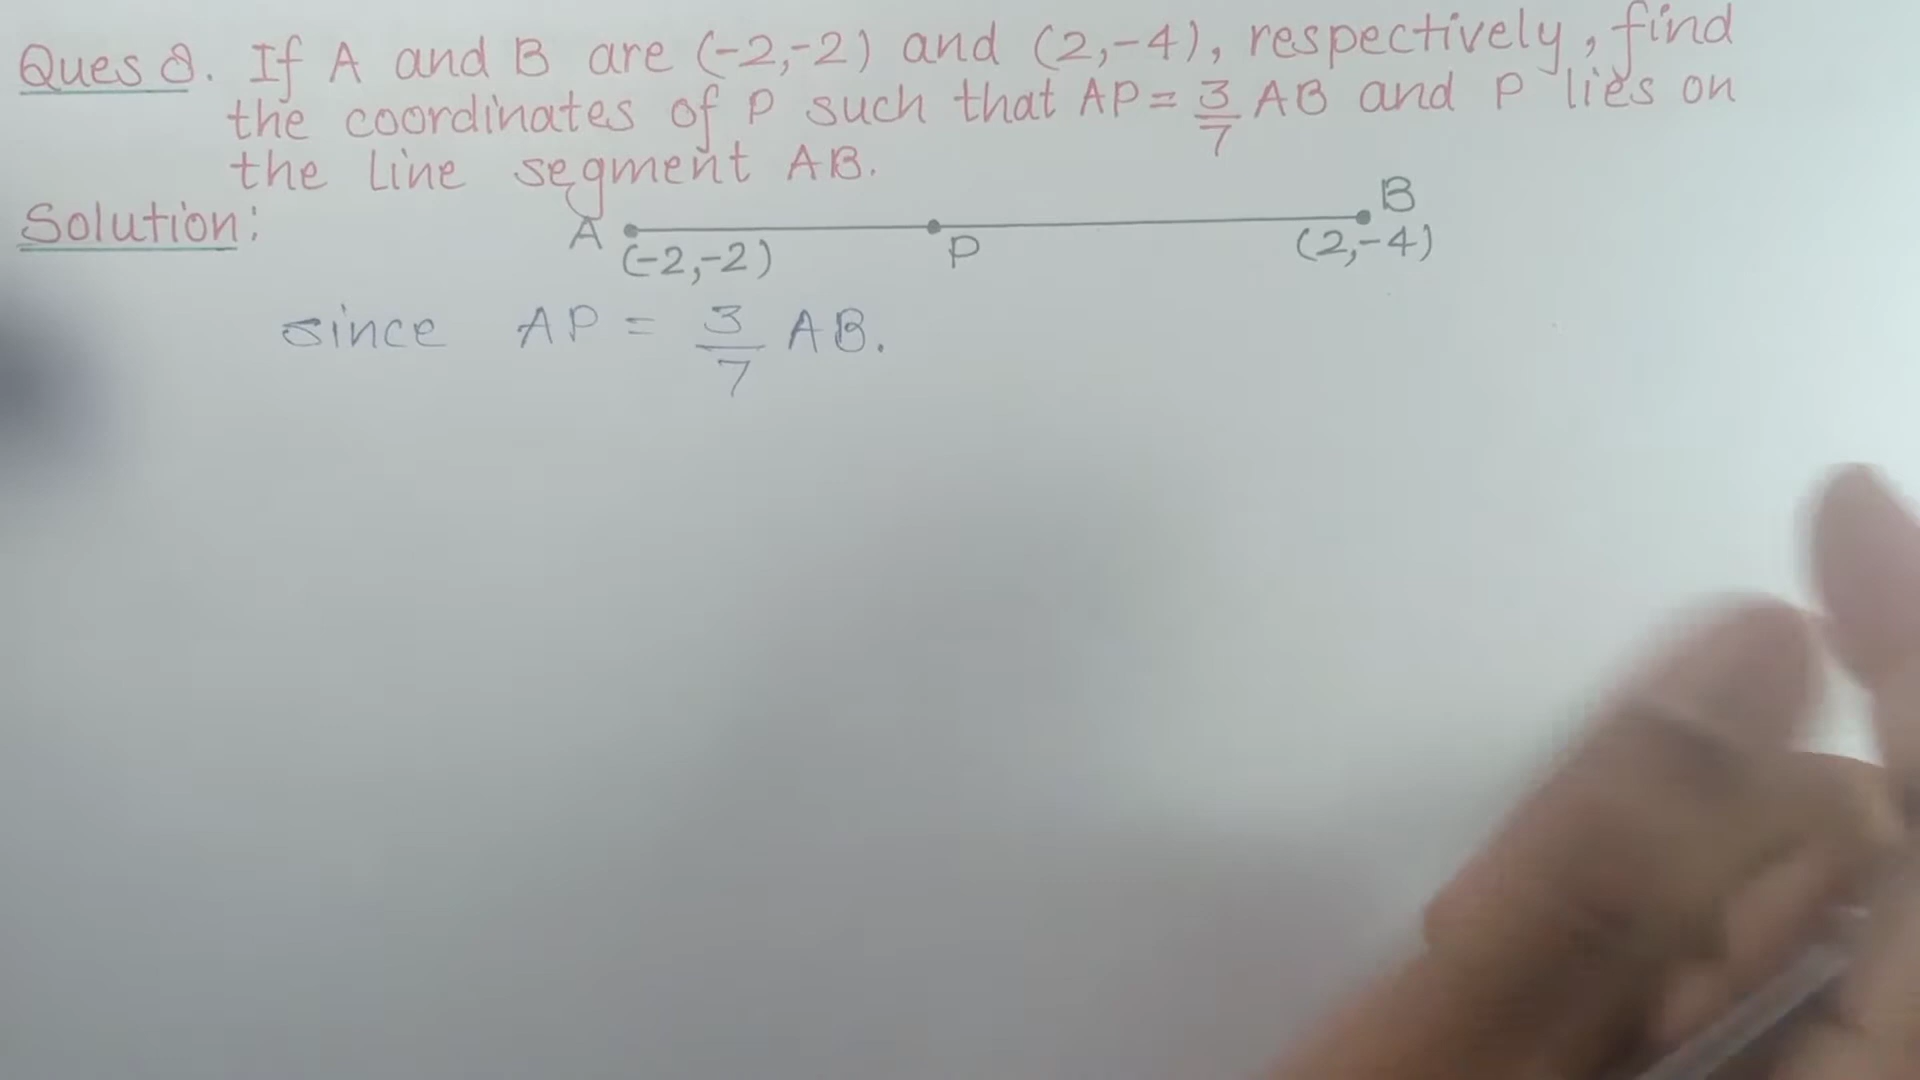 Ques 8. If A and B are (-2,-2) and (2,-4), respectively, find
the coordinates of P such that AP = 3/7 AB and P lies on
the line segment AB.
Solution:
A B
(-2,-2) P (2,-4)
since AP = 3/7 AB.